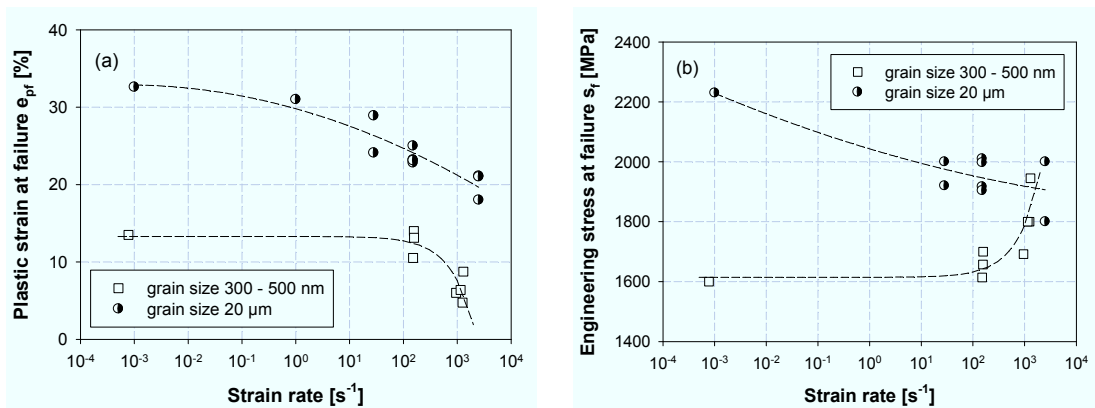 (a)
Plastic strain at failure e_pf [%]
40
30
20
10
0
grain size 300 - 500 nm
grain size 20 µm
10^-4
10^-3
10^-2
10^-1
10^0
10^1
10^2
10^3
10^4
Strain rate [s^-1]
(b)
Engineering stress at failure s_f [MPa]
2400
2200
2000
1800
1600
1400
grain size 300 - 500 nm
grain size 20 µm
10^-4
10^-3
10^-2
10^-1
10^0
10^1
10^2
10^3
10^4
Strain rate [s^-1]